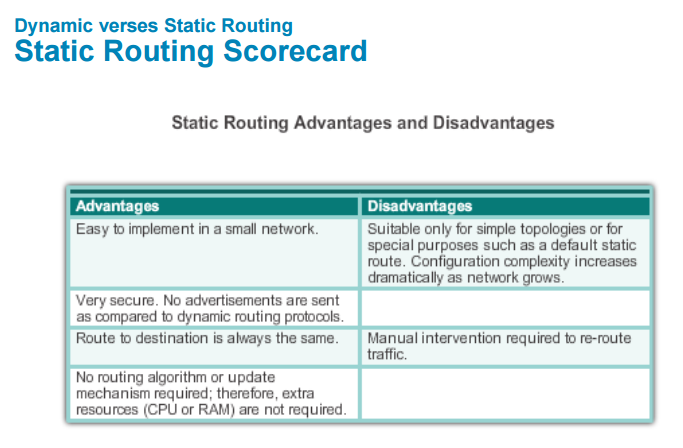 Dynamic verses Static Routing
Static Routing Scorecard
Static Routing Advantages and Disadvantages
Advantages
Disadvantages
Easy to implement in a small network.
Suitable only for simple topologies or for
special purposes such as a default static
route. Configuration complexity increases
dramatically as network grows.
Very secure. No advertisements are sent
as compared to dynamic routing protocols.
Route to destination is always the same.
Manual intervention required to re-route
traffic.
No routing algorithm or update
mechanism required; therefore, extra
resources (CPU or RAM) are not required.